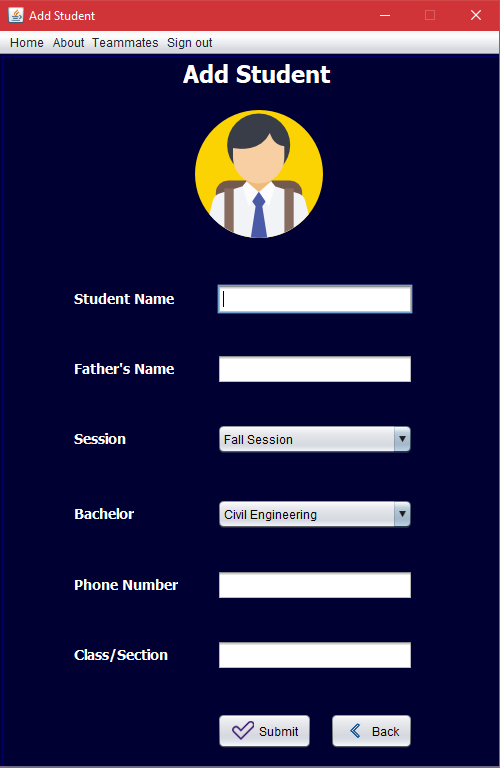 Add Student
Home About Teammates Sign out
Add Student
Student Name
Father's Name
Session Fall Session
Bachelor Civil Engineering
Phone Number
Class/Section
Submit Back